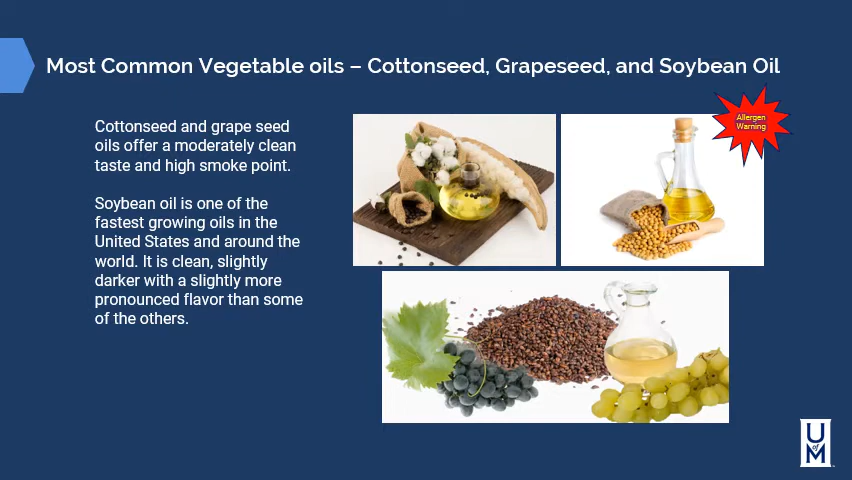 Most Common Vegetable oils – Cottonseed, Grapeseed, and Soybean Oil
Allergen
Warning
Cottonseed and grape seed
oils offer a moderately clean
taste and high smoke point.
Soybean oil is one of the
fastest growing oils in the
United States and around the
world. It is clean, slightly
darker with a slightly more
pronounced flavor than some
of the others.
U
of
M